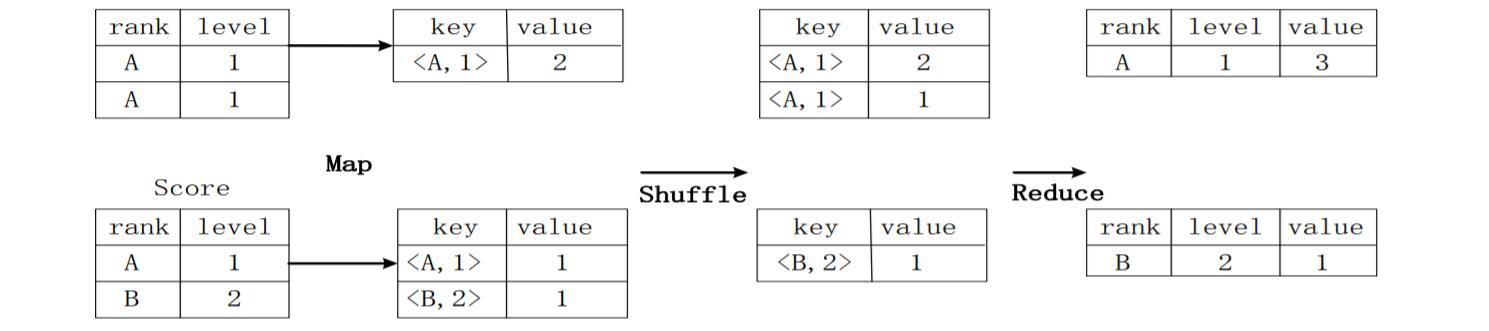 rank level
A 1
A 1
key value
<A, 1> 2
key value
<A, 1> 2
<A, 1> 1
rank level value
A 1 3
Map
Shuffle
Reduce
Score
rank level
A 1
B 2
key value
<A, 1> 1
<B, 2> 1
key value
<B, 2> 1
rank level value
B 2 1